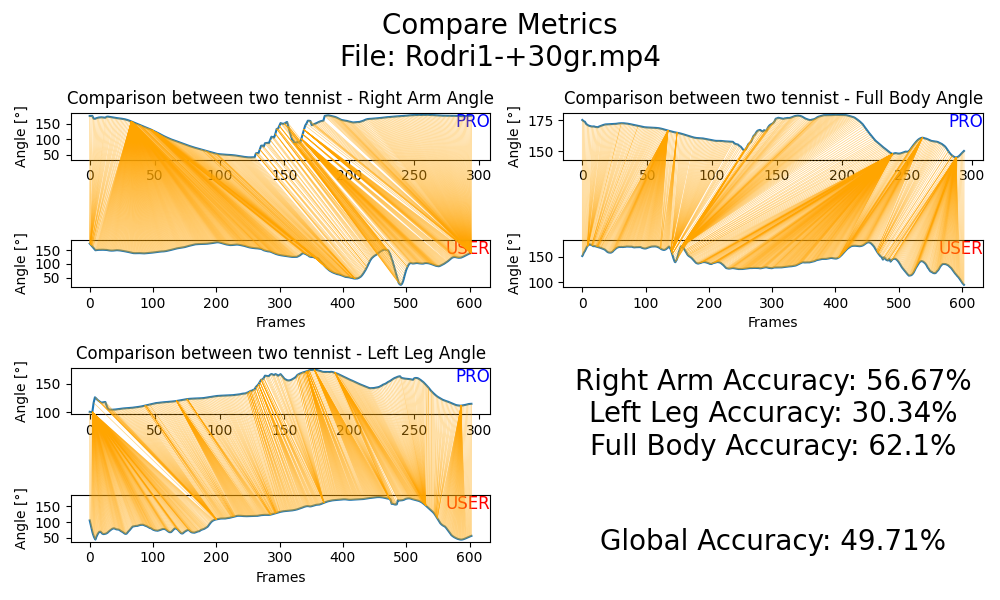 Compare Metrics
File: Rodri1-+30gr.mp4
Comparison between two tennist - Right Arm Angle
Angle [°]
150
100
50
PRO
0 50 100 150 200 250 300
Angle [°]
150
100
50
USER
0 100 200 300 400 500 600
Frames
Comparison between two tennist - Full Body Angle
Angle [°]
175
150
PRO
0 50 100 150 200 250 300
Angle [°]
150
100
USER
0 100 200 300 400 500 600
Frames
Comparison between two tennist - Left Leg Angle
Angle [°]
150
100
PRO
0 50 100 150 200 250 300
Angle [°]
150
100
50
USER
0 100 200 300 400 500 600
Frames
Right Arm Accuracy: 56.67%
Left Leg Accuracy: 30.34%
Full Body Accuracy: 62.1%
Global Accuracy: 49.71%